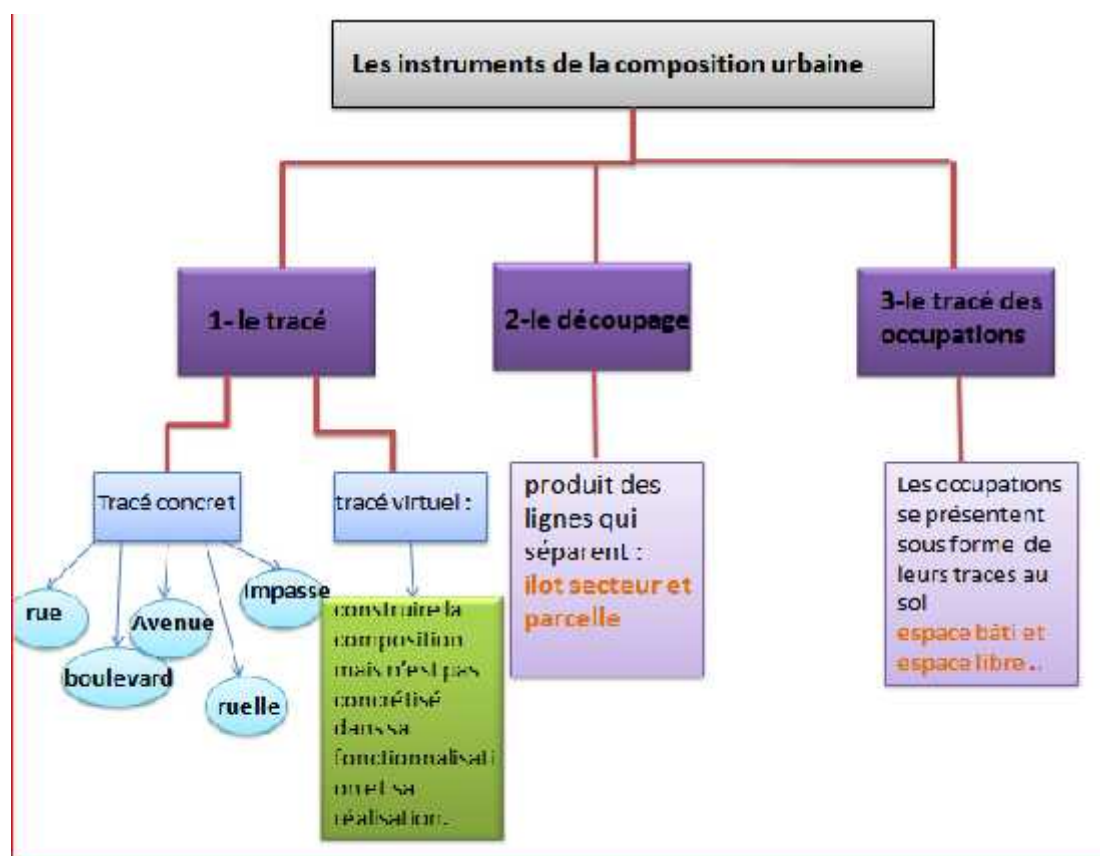 Les instruments de la composition urbaine
1- le tracé
2-le découpage
3-le tracé des
occupations
Tracé concret
tracé virtuel :
rue
boulevard
Avenue
ruelle
Impasse
construire la
composition
mais n'est pas
concrétisé
dans sa
fonctionnalisati
on et sa
réalisation.
produit des
lignes qui
séparent :
ilot secteur et
parcelle
Les occupations
se présentent
sous forme de
leurs traces au
sol
espace bâti et
espace libre ..